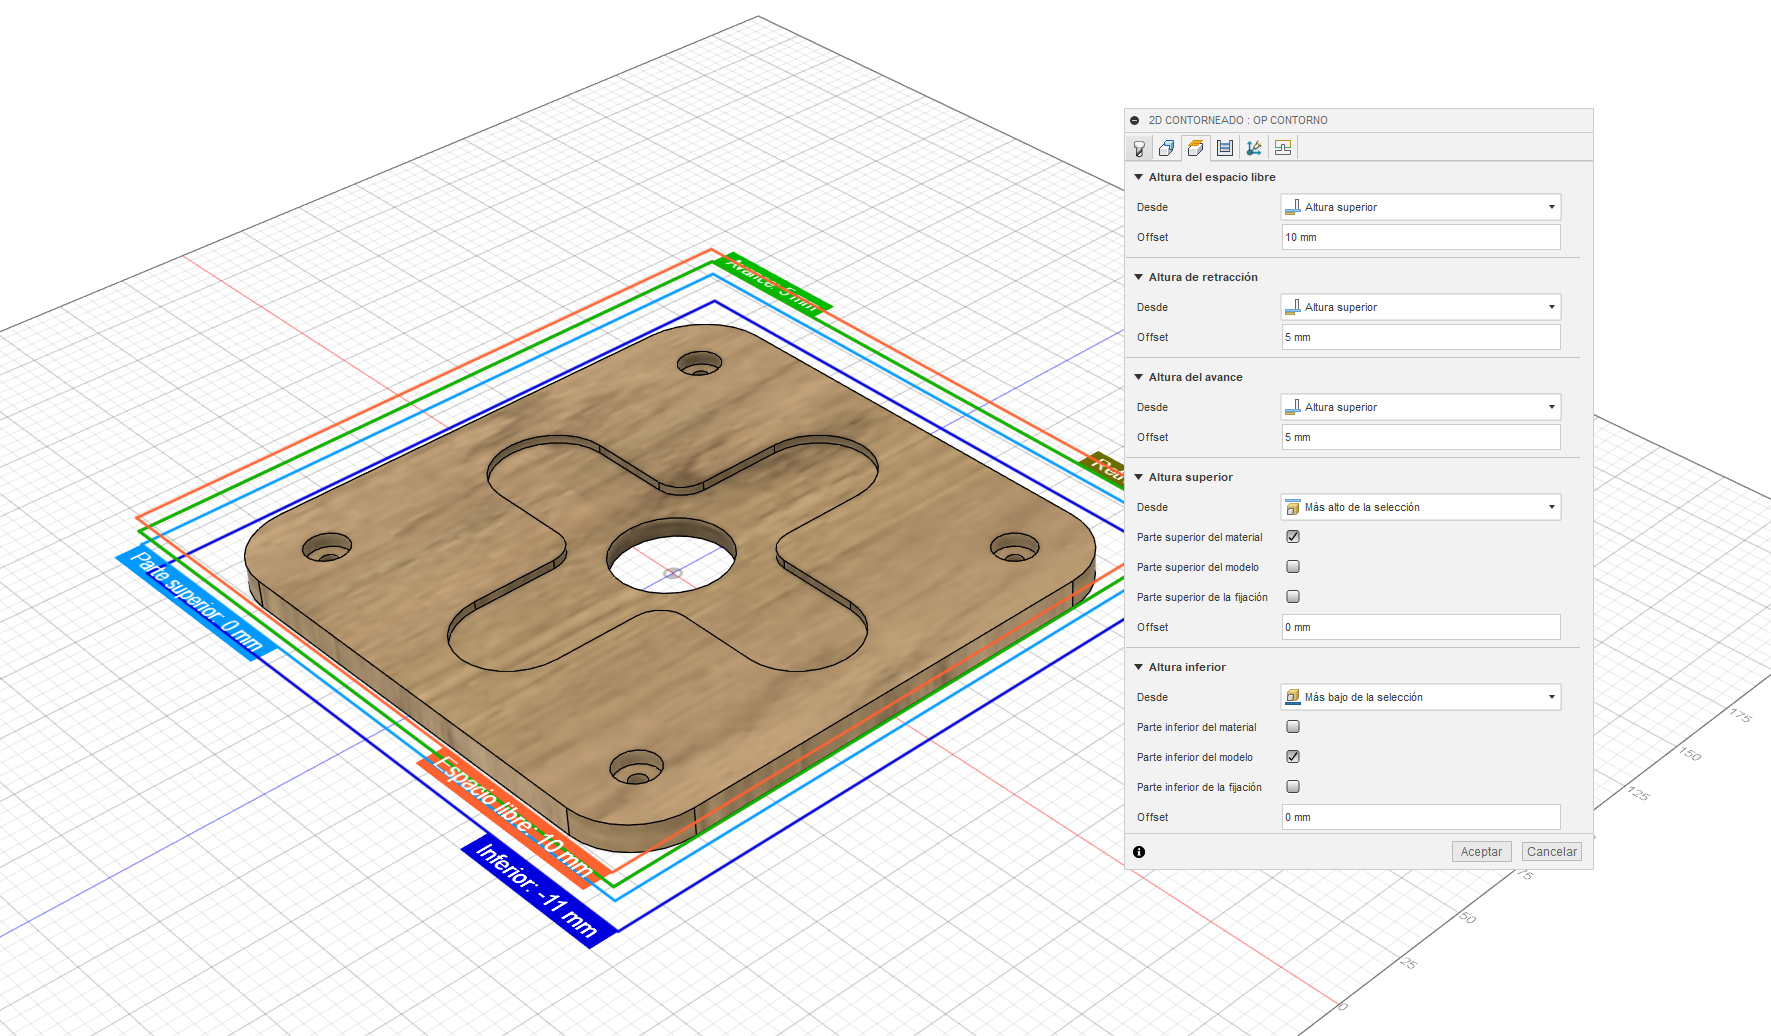 2D CONTORNEADO : OP CONTORNO
Altura del espacio libre
Desde
Altura superior
Offset
10 mm
Altura de retracción
Desde
Altura superior
Offset
5 mm
Altura del avance
Desde
Altura superior
Offset
5 mm
Altura superior
Desde
Más alto de la selección
Parte superior del material
Parte superior del modelo
Parte superior de la fijación
Offset
0 mm
Altura inferior
Desde
Más bajo de la selección
Parte inferior del material
Parte inferior del modelo
Parte inferior de la fijación
Offset
0 mm
Aceptar
Cancelar
Avance: 5 mm
Parte superior: 0 mm
Espacio libre: 10 mm
Inferior: -11 mm
175
150
125
75
50
25
0